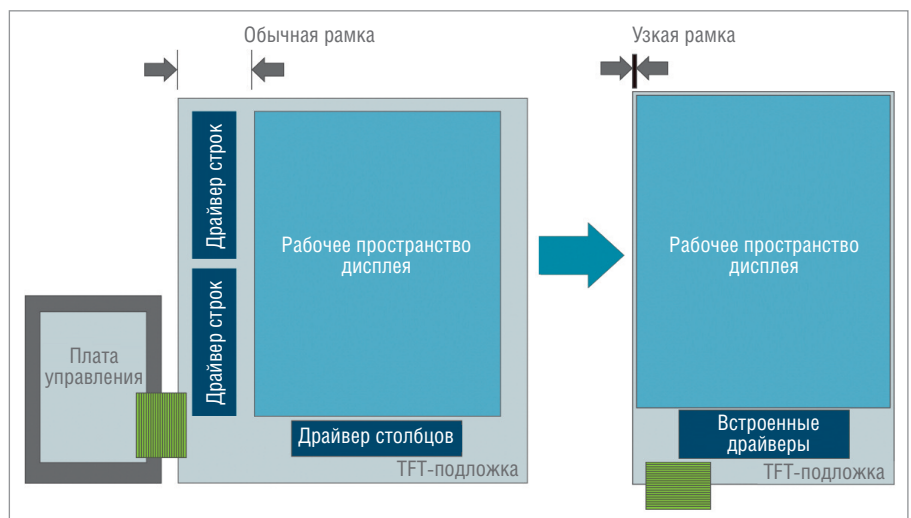 Обычная рамка
Узкая рамка
Драйвер строк
Драйвер строк
Рабочее пространство
дисплея
Рабочее пространство
дисплея
Плата
управления
Драйвер столбцов
TFT-подложка
Встроенные
драйверы
TFT-подложка